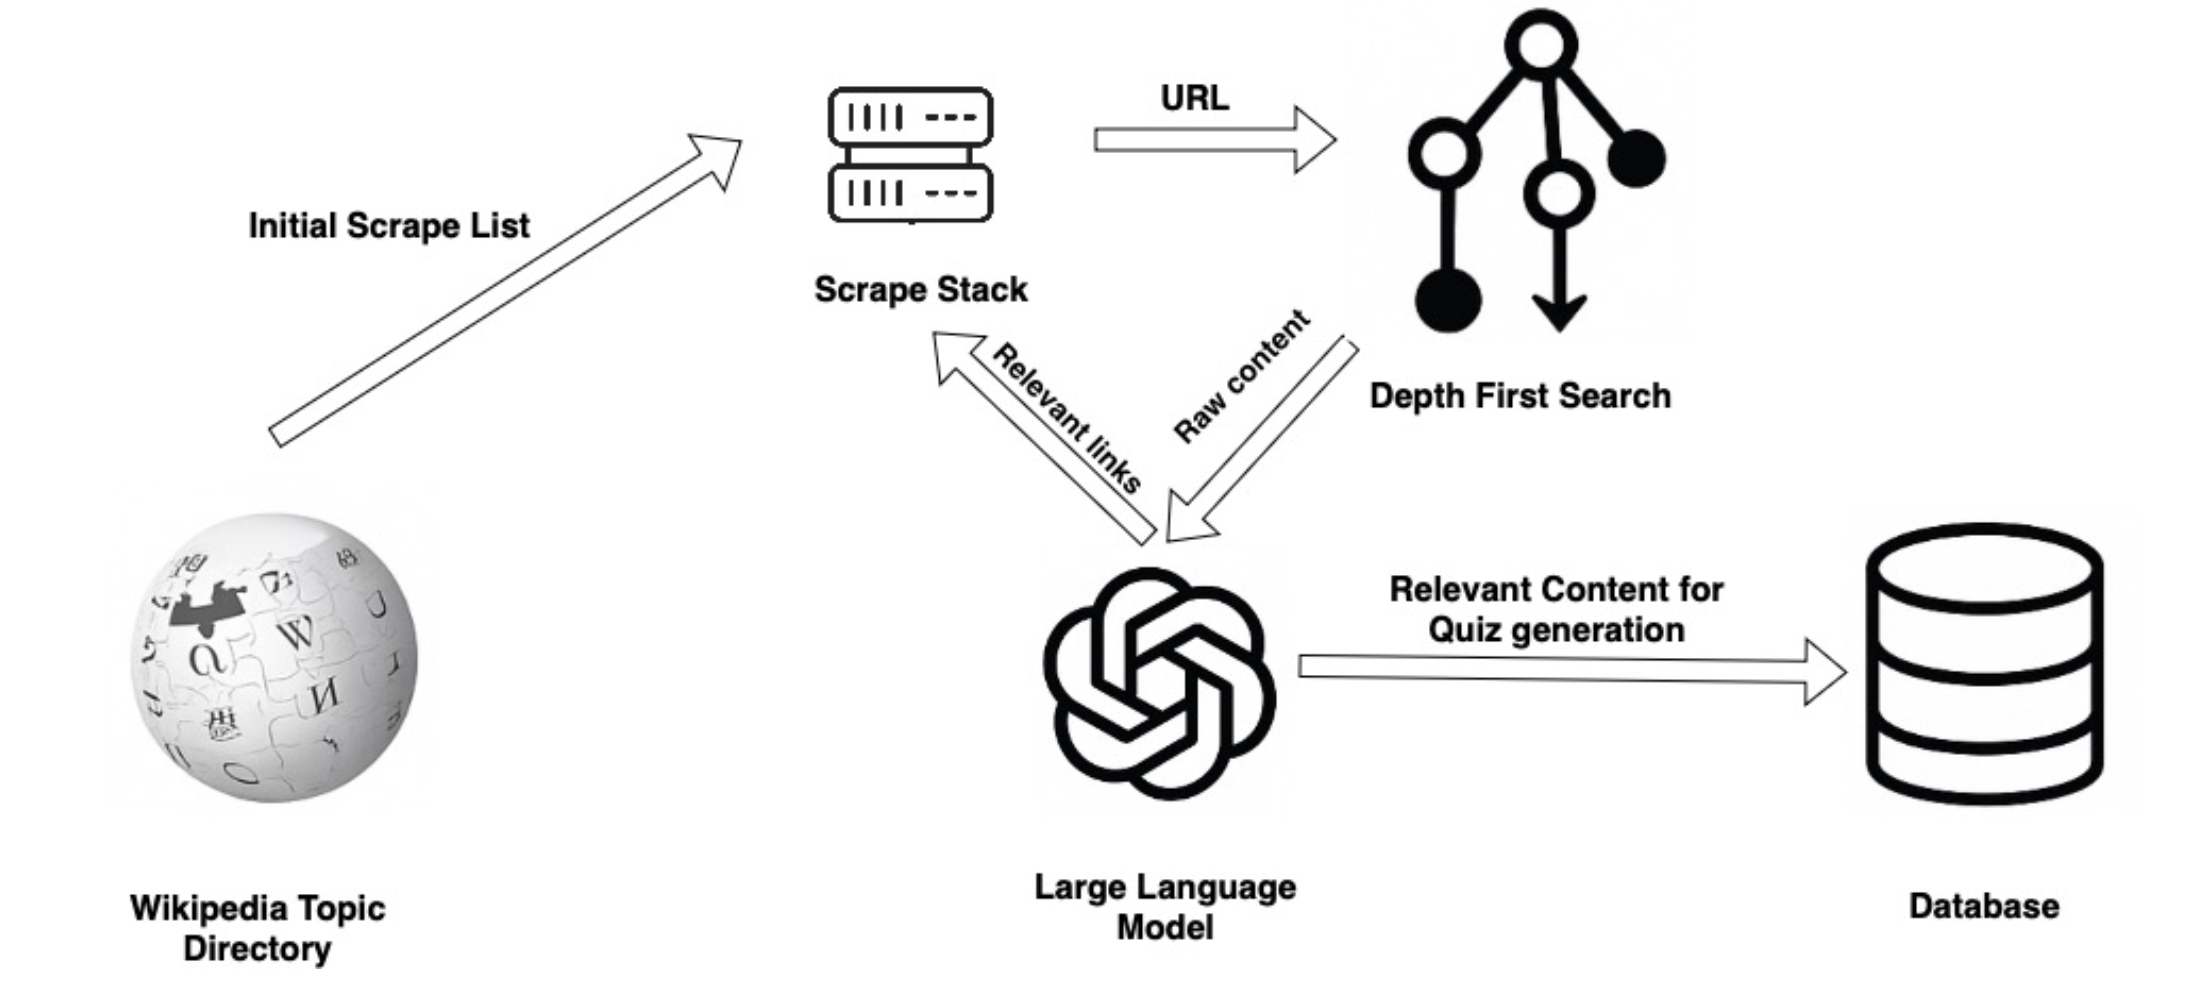 URL
Initial Scrape List
Scrape Stack
Relevant links
Raw content
Depth First Search
Relevant Content for
Quiz generation
Wikipedia Topic
Directory
Large Language
Model
Database